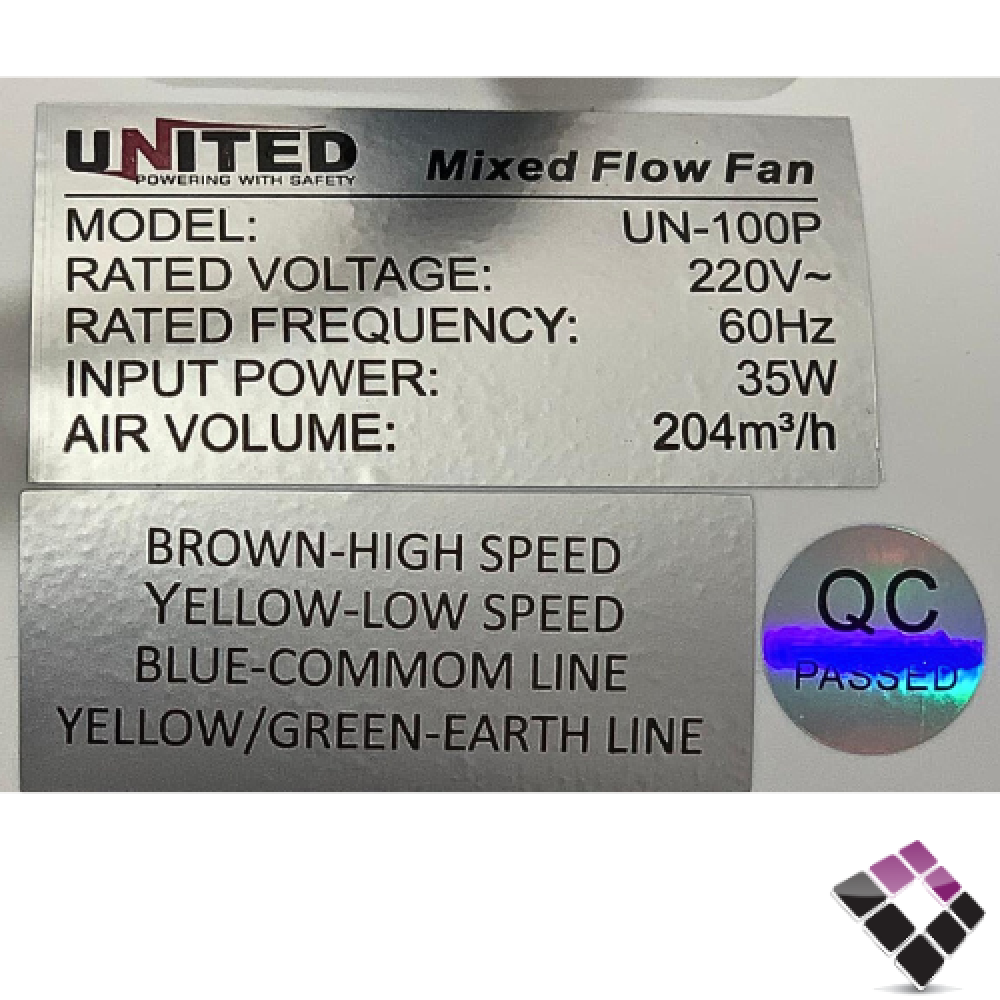 UNITED
POWERING WITH SAFETY
Mixed Flow Fan
MODEL: UN-100P
RATED VOLTAGE: 220V~
RATED FREQUENCY: 60Hz
INPUT POWER: 35W
AIR VOLUME: 204m³/h
BROWN-HIGH SPEED
YELLOW-LOW SPEED
BLUE-COMMOM LINE
YELLOW/GREEN-EARTH LINE
QC
PASSED